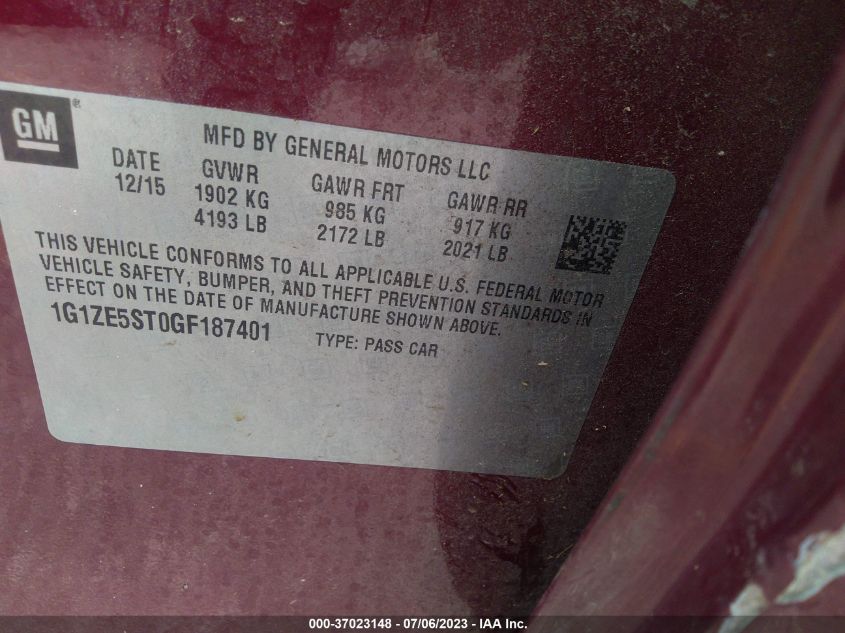 GM®
MFD BY GENERAL MOTORS LLC
DATE GVWR GAWR FRT GAWR RR
12/15 1902 KG 985 KG 917 KG
4193 LB 2172 LB 2021 LB
THIS VEHICLE CONFORMS TO ALL APPLICABLE U.S. FEDERAL MOTOR
VEHICLE SAFETY, BUMPER, AND THEFT PREVENTION STANDARDS IN
EFFECT ON THE DATE OF MANUFACTURE SHOWN ABOVE.
1G1ZE5ST0GF187401 TYPE: PASS CAR
000-37023148 - 07/06/2023 - IAA Inc.